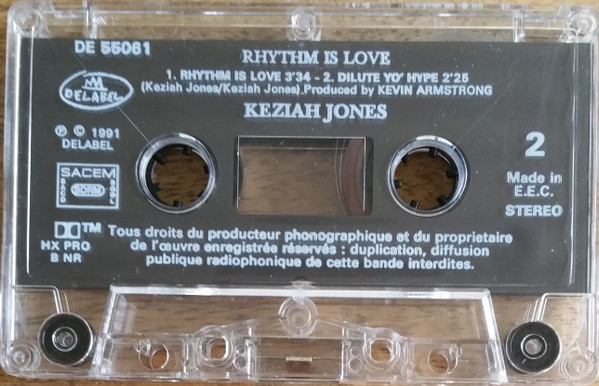 DE 55061
RHYTHM IS LOVE
1. RHYTHM IS LOVE 3'34 - 2. DILUTE YO' HYPE 2'25
(Keziah Jones/Keziah Jones).Produced by KEVIN ARMSTRONG
DELABEL
KEZIAH JONES
℗ © 1991
DELABEL
2
SACEM
SACD
SDRM
SGDL
Made in
E.E.C.
STEREO
TM
HX PRO
B NR
Tous droits du producteur phonographique et du proprietaire
de l'œuvre enregistrée réservés : duplication, diffusion
publique radiophonique de cette bande interdites.